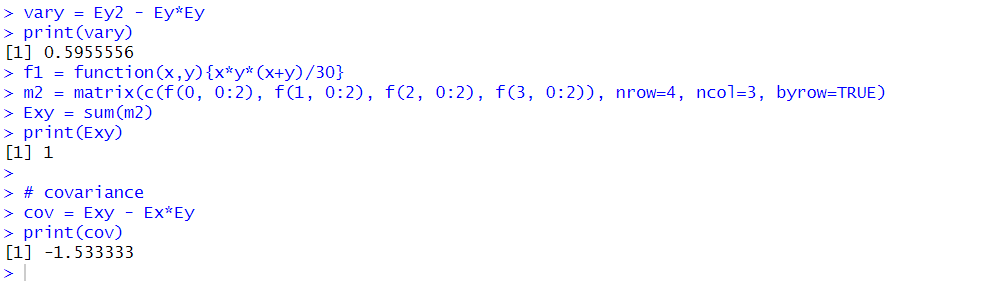 > vary = Ey2 - Ey*Ey
> print(vary)
[1] 0.5955556
> f1 = function(x,y){x*y*(x+y)/30}
> m2 = matrix(c(f(0, 0:2), f(1, 0:2), f(2, 0:2), f(3, 0:2)), nrow=4, ncol=3, byrow=TRUE)
> Exy = sum(m2)
> print(Exy)
[1] 1
>
> # covariance
> cov = Exy - Ex*Ey
> print(cov)
[1] -1.533333
>